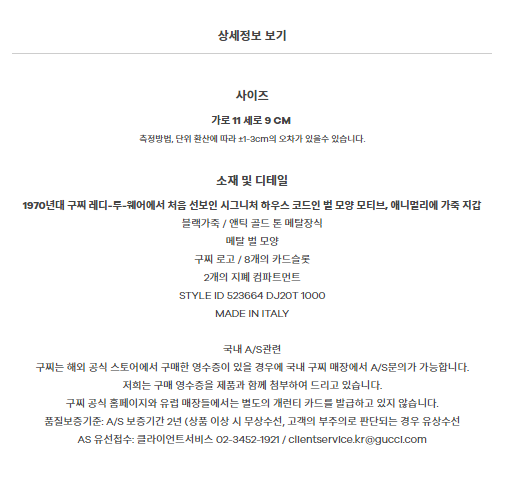 상세정보 보기
사이즈
가로 11 세로 9 CM
측정방법, 단위 환산에 따라 ±1-3cm의 오차가 있을수 있습니다.
소재 및 디테일
1970년대 구찌 레디-투-웨어에서 처음 선보인 시그니처 하우스 코드인 벌 모양 모티브, 애니멀리에 가죽 지갑
블랙가죽 / 앤틱 골드 톤 메탈장식
메탈 벌 모양
구찌 로고 / 8개의 카드슬롯
2개의 지폐 컴파트먼트
STYLE ID 523664 DJ20T 1000
MADE IN ITALY
국내 A/S관련
구찌는 해외 공식 스토어에서 구매한 영수증이 있을 경우에 국내 구찌 매장에서 A/S문의가 가능합니다.
저희는 구매 영수증을 제품과 함께 첨부하여 드리고 있습니다.
구찌 공식 홈페이지와 유럽 매장들에서는 별도의 개런티 카드를 발급하고 있지 않습니다.
품질보증기준: A/S 보증기간 2년 (상품 이상 시 무상수선, 고객의 부주의로 판단되는 경우 유상수선
AS 유선접수: 클라이언트서비스 02-3452-1921 / clientservice.kr@gucci.com